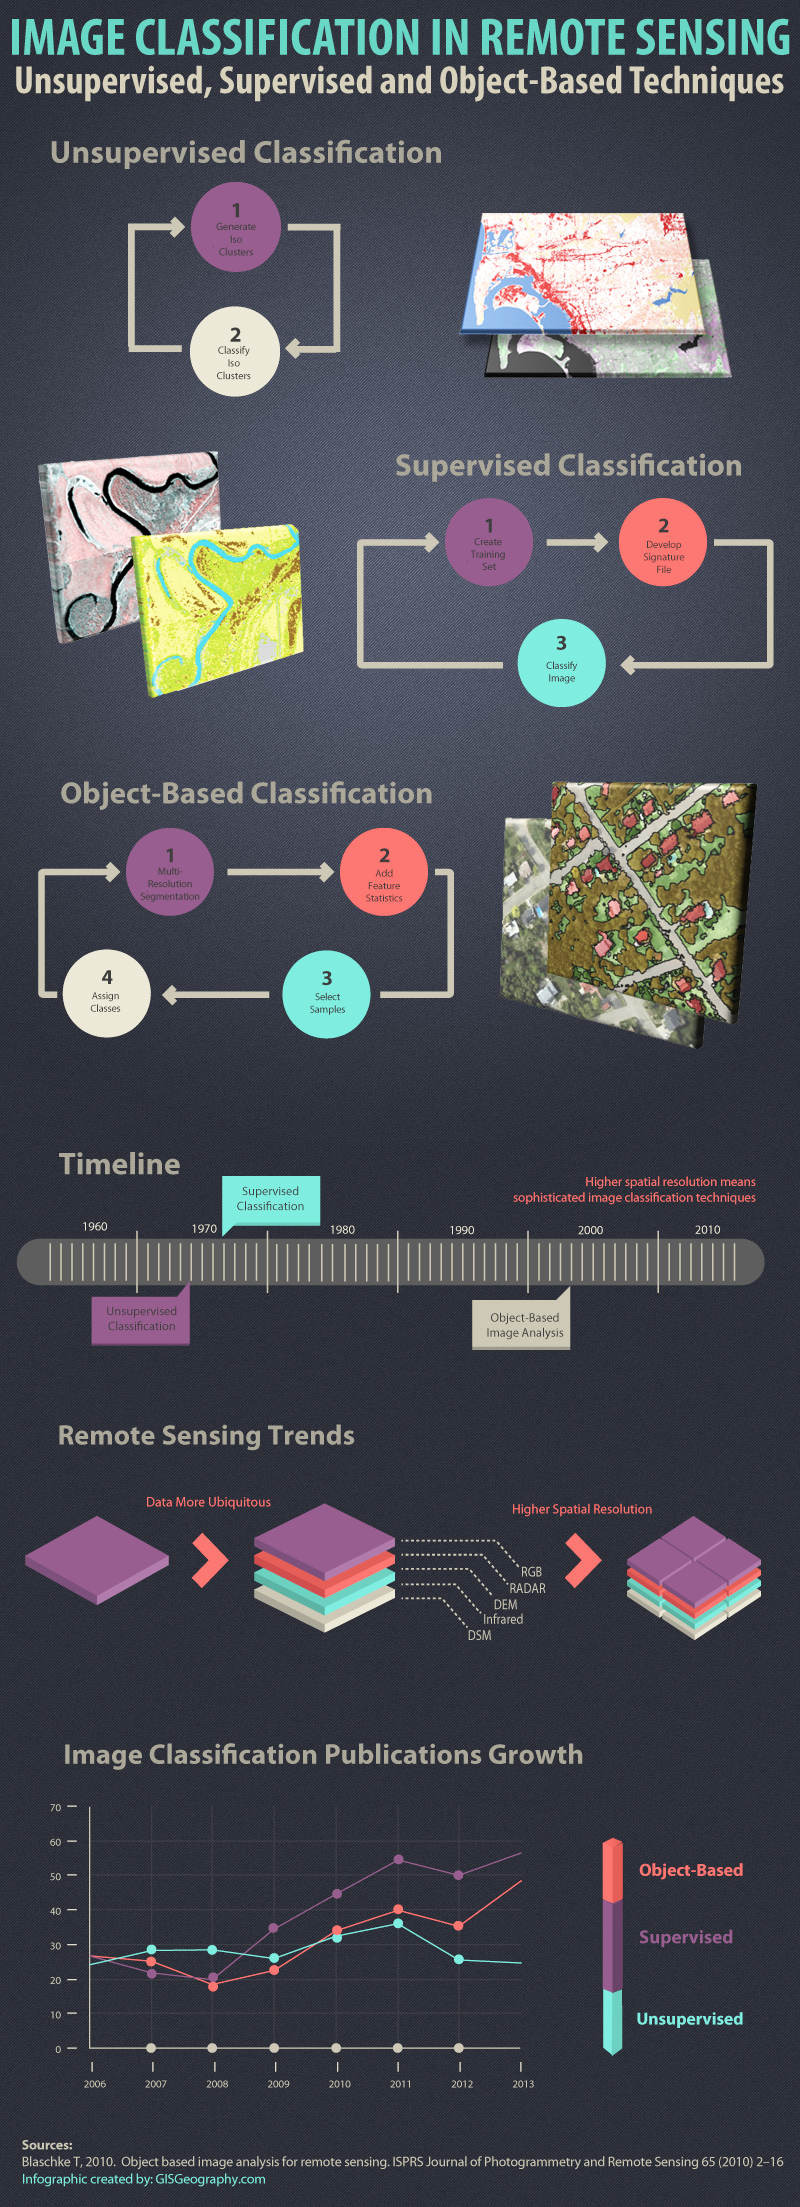 IMAGE CLASSIFICATION IN REMOTE SENSING
Unsupervised, Supervised and Object-Based Techniques
Unsupervised Classification
1
Generate
Iso
Clusters
2
Classify
Iso
Clusters
Supervised Classification
1
Create
Training
Set
2
Develop
Signature
File
3
Classify
Image
Object-Based Classification
1
Multi-
Resolution
Segmentation
2
Add
Feature
Statistics
4
Assign
Classes
3
Select
Samples
Timeline
Supervised
Classification
Higher spatial resolution means
sophisticated image classification techniques
1960 1970 1980 1990 2000 2010
Unsupervised
Classification
Object-Based
Image Analysis
Remote Sensing Trends
Data More Ubiquitous
Higher Spatial Resolution
RGB
RADAR
DEM
Infrared
DSM
Image Classification Publications Growth
70
60
50
40
30
20
10
0
2006 2007 2008 2009 2010 2011 2012 2013
Object-Based
Supervised
Unsupervised
Sources:
Blaschke T, 2010. Object based image analysis for remote sensing. ISPRS Journal of Photogrammetry and Remote Sensing 65 (2010) 2–16
Infographic created by: GISGeography.com